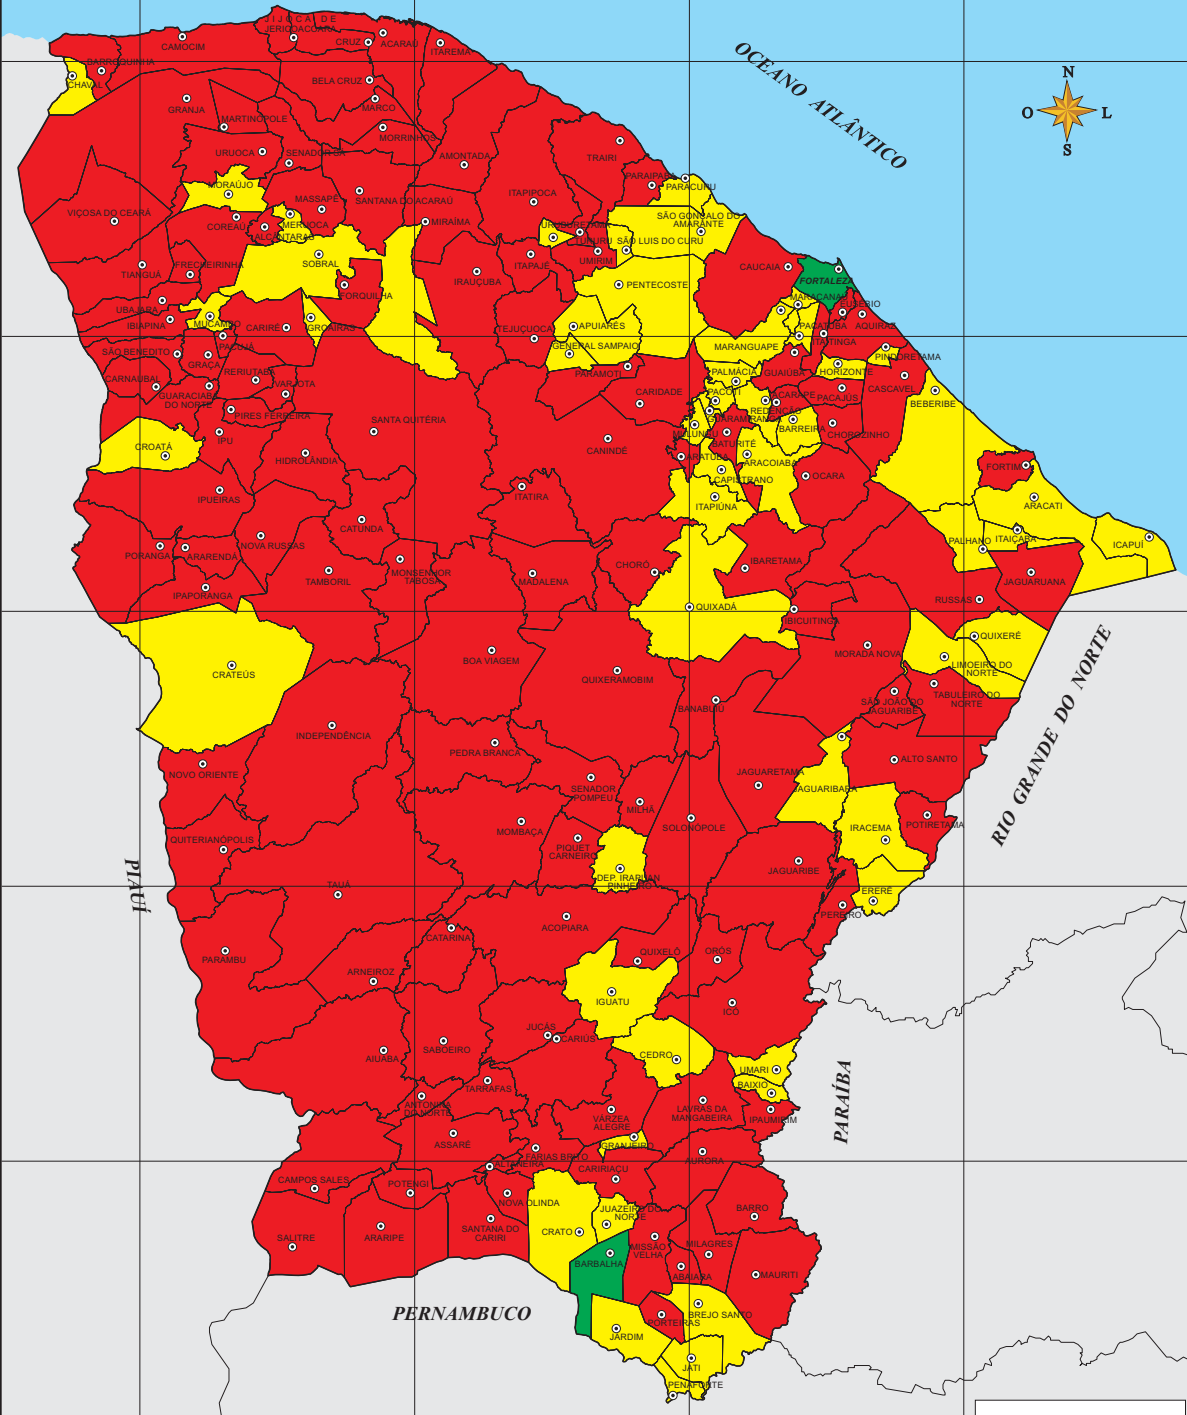 JIJOCA DE
JERICOACOARA
CAMOCIM
CRUZ
ACARAÚ
ITAREMA
BARROQUINHA
CHAVAL
BELA CRUZ
GRANJA
MARCO
MARTINÓPOLE
MORRINHOS
URUOCA
SENADOR SÁ
AMONTADA
TRAIRI
MORAÚJO
MASSAPÊ
SANTANA DO ACARAÚ
ITAPIPOCA
PARAIPABA
PARACURU
VIÇOSA DO CEARÁ
COREAÚ
MERUOCA
ALCÂNTARAS
MIRAÍMA
URUBURETAMA
TURURU
SÃO LUIS DO CURU
SÃO GONÇALO DO
AMARANTE
UMIRIM
TIANGUÁ
FRECHEIRINHA
SOBRAL
IRAUÇUBA
ITAPAJÉ
CAUCAIA
FORTALEZA
FORQUILHA
PENTECOSTE
MARACANAÚ
EUSÉBIO
UBAJARA
IBIAPINA
MUCAMBO
CARIRÉ
GROAÍRAS
TEJUÇUOCA
APUIARÉS
PACATUBA
AQUIRAZ
PACUJÁ
GENERAL SAMPAIO
MARANGUAPE
ITAITINGA
SÃO BENEDITO
GRAÇA
PINDORETAMA
CARNAUBAL
RERIUTABA
VARJOTA
PARAMOTI
PALMÁCIA
GUAIÚBA
HORIZONTE
GUARACIABA
DO NORTE
CARIDADE
PACOTI
ACARAPE
PACAJÚS
CASCAVEL
PIRES FERREIRA
REDENÇÃO
BEBERIBE
SANTA QUITÉRIA
GUARAMIRANGA
BARREIRA
CHOROZINHO
IPU
MULUNGU
BATURITÉ
CROATÁ
CANINDÉ
ARATUBA
ARACOIABA
HIDROLÂNDIA
CAPISTRANO
OCARA
FORTIM
IPUEIRAS
ITATIRA
ITAPIÚNA
ARACATI
CATUNDA
PORANGA
ARARENDÁ
NOVA RUSSAS
PALHANO
ITAIÇABA
ICAPUÍ
MONSENHOR
TABOSA
CHORÓ
IBARETAMA
TAMBORIL
MADALENA
JAGUARUANA
IPAPORANGA
QUIXADÁ
RUSSAS
IBICUITINGA
QUIXERÉ
CRATEÚS
BOA VIAGEM
MORADA NOVA
LIMOEIRO DO
NORTE
QUIXERAMOBIM
BANABUIÚ
SÃO JOÃO DO
JAGUARIBE
TABULEIRO DO
NORTE
INDEPENDÊNCIA
PEDRA BRANCA
ALTO SANTO
NOVO ORIENTE
JAGUARETAMA
SENADOR
POMPEU
JAGUARIBARA
MILHÃ
SOLONÓPOLE
POTIRETAMA
MOMBAÇA
IRACEMA
QUITERIANÓPOLIS
PIQUET
CARNEIRO
JAGUARIBE
DEP. IRAPUAN
PINHEIRO
TAUÁ
ERERÊ
PEREIRO
ACOPIARA
CATARINA
PARAMBU
QUIXELÔ
ORÓS
ARNEIROZ
IGUATU
ICÓ
JUCÁS
CARIÚS
AIUABA
SABOEIRO
CEDRO
UMARI
BAIXIO
TARRAFAS
ANTONINA
DO NORTE
VÁRZEA
ALEGRE
LAVRAS DA
MANGABEIRA
IPAUMIRIM
ASSARÉ
GRANJEIRO
FARIAS BRITO
AURORA
ALTANEIRA
CARIRIAÇU
CAMPOS SALES
POTENGI
NOVA OLINDA
JUAZEIRO DO
NORTE
BARRO
SANTANA DO
CARIRI
CRATO
SALITRE
ARARIPE
MISSÃO
VELHA
MILAGRES
BARBALHA
ABAIARA
MAURITI
BREJO SANTO
PORTEIRAS
JARDIM
JATI
PENAFORTE
OCEANO ATLÂNTICO
N
O
L
S
RIO GRANDE DO NORTE
PIAUÍ
PARAÍBA
PERNAMBUCO